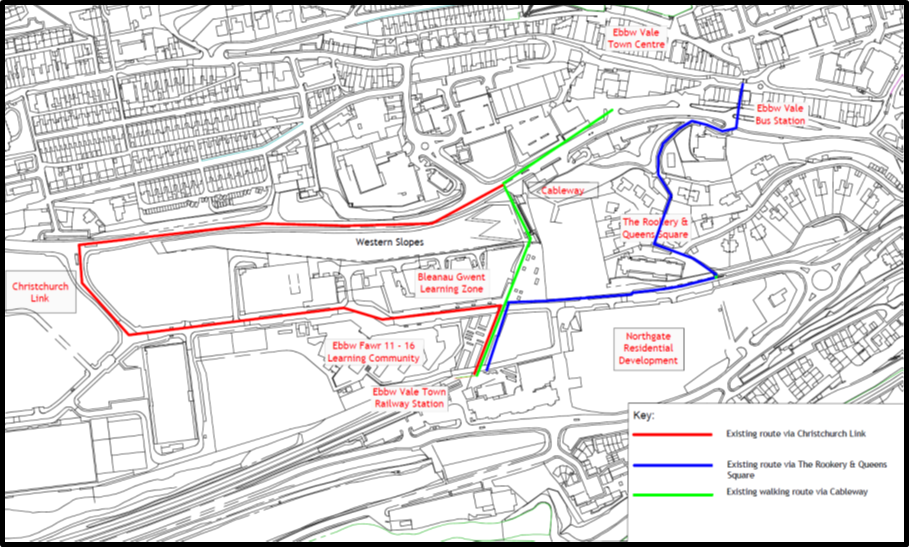 Ebbw Vale
Town Centre
Ebbw Vale
Bus Station
Cableway
The Rookery &
Queens Square
Western Slopes
Bleanau Gwent
Learning Zone
Christchurch
Link
Ebbw Fawr 11 - 16
Learning Community
Northgate
Residential
Development
Ebbw Vale Town
Railway Station
Key:
Existing route via Christchurch Link
Existing route via The Rookery & Queens
Square
Existing walking route via Cableway